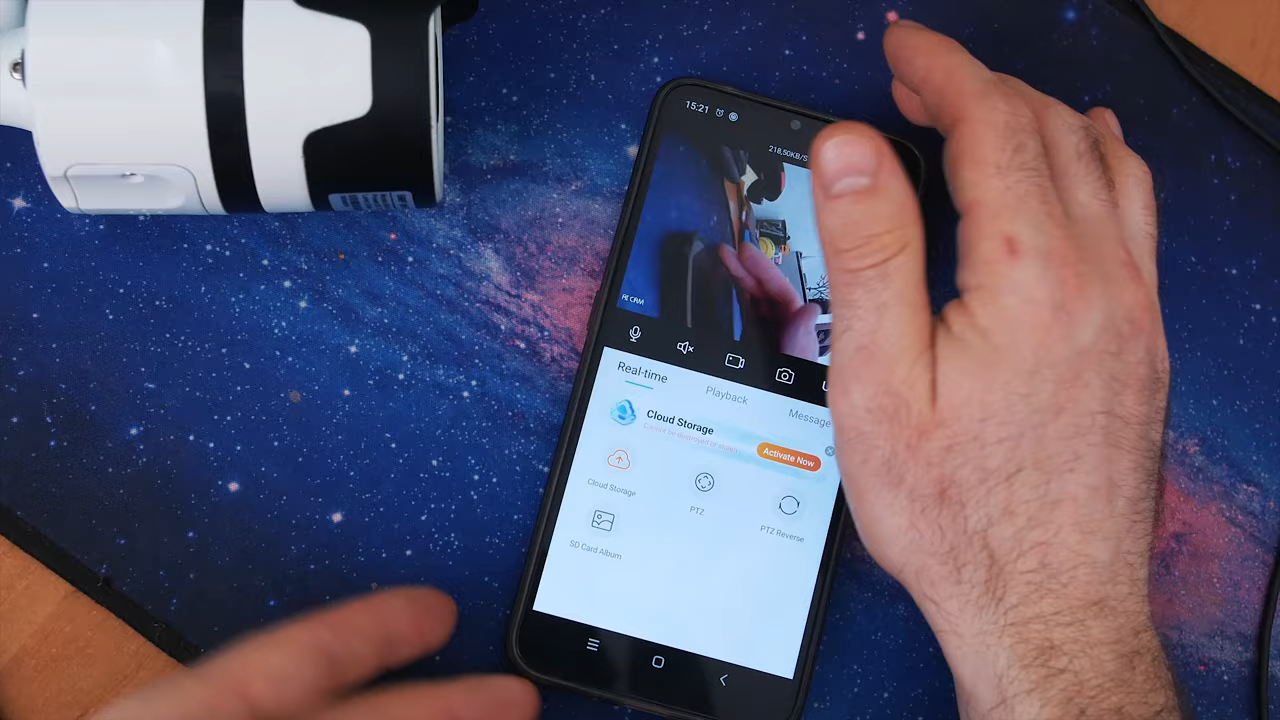 15:21
218,50KB/S
Real-time
Playback
Message
Cloud Storage
Activate Now
Cloud Storage
PTZ
PTZ Reverse
SD Card Album